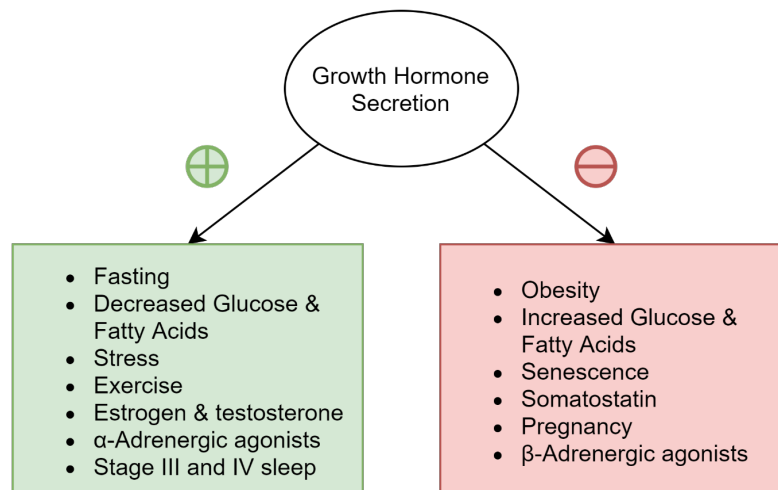 Growth Hormone
Secretion
• Fasting
• Decreased Glucose &
Fatty Acids
• Stress
• Exercise
• Estrogen & testosterone
• α-Adrenergic agonists
• Stage III and IV sleep
• Obesity
• Increased Glucose &
Fatty Acids
• Senescence
• Somatostatin
• Pregnancy
• β-Adrenergic agonists